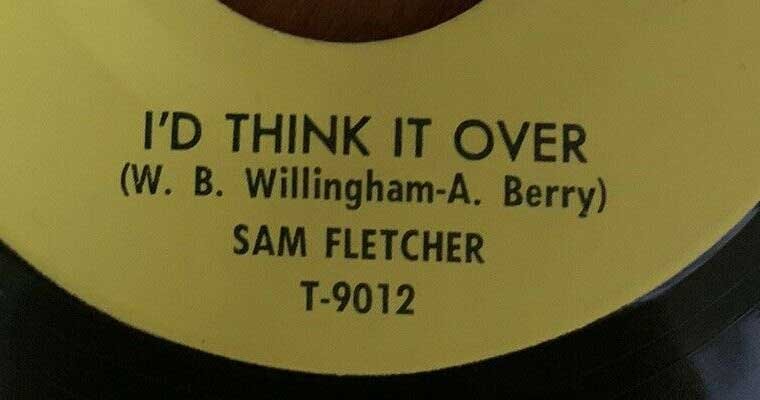 I'D THINK IT OVER
(W. B. Willingham-A. Berry)
SAM FLETCHER
T-9012